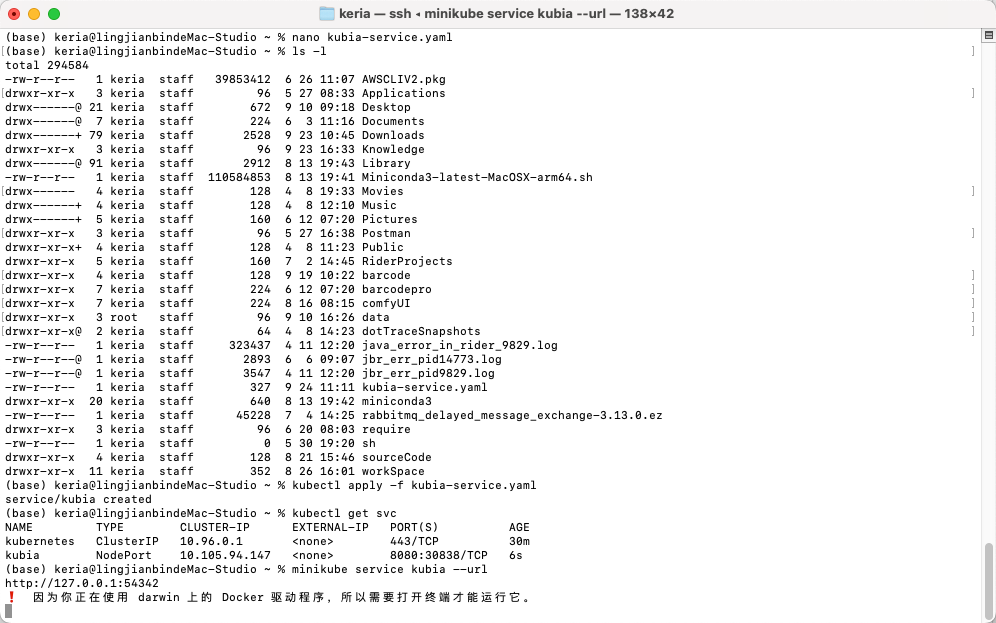 keria — ssh ◂ minikube service kubia --url — 138×42
(base) keria@lingjianbindeMac-Studio ~ % nano kubia-service.yaml
[(base) keria@lingjianbindeMac-Studio ~ % ls -l ]
total 294584
-rw-r--r--   1 keria  staff   39853412  6 26 11:07 AWSCLIV2.pkg
[drwxr-xr-x   3 keria  staff         96  5 27 08:33 Applications ]
drwx------@ 21 keria  staff        672  9 10 09:18 Desktop
drwx------@  7 keria  staff        224  6  3 11:16 Documents
drwx------+ 79 keria  staff       2528  9 23 10:45 Downloads
drwxr-xr-x   3 keria  staff         96  9 23 16:33 Knowledge
drwx------@ 91 keria  staff       2912  8 13 19:43 Library
-rw-r--r--   1 keria  staff  110584853  8 13 19:41 Miniconda3-latest-MacOSX-arm64.sh
[drwx------   4 keria  staff        128  4  8 19:33 Movies ]
drwx------+  4 keria  staff        128  4  8 12:10 Music
drwx------+  5 keria  staff        160  6 12 07:20 Pictures
[drwxr-xr-x   3 keria  staff         96  5 27 16:38 Postman ]
drwxr-xr-x+  4 keria  staff        128  4  8 11:23 Public
drwxr-xr-x   5 keria  staff        160  7  2 14:45 RiderProjects
[drwxr-xr-x   4 keria  staff        128  9 19 10:22 barcode ]
[drwxr-xr-x   7 keria  staff        224  6 12 07:20 barcodepro ]
[drwxr-xr-x   7 keria  staff        224  8 16 08:15 comfyUI ]
[drwxr-xr-x   3 root   staff         96  9 10 16:26 data ]
[drwxr-xr-x@  2 keria  staff         64  4  8 14:23 dotTraceSnapshots ]
-rw-r--r--   1 keria  staff     323437  4 11 12:20 java_error_in_rider_9829.log
-rw-r--r--@  1 keria  staff       2893  6  6 09:07 jbr_err_pid14773.log
-rw-r--r--@  1 keria  staff       3547  4 11 12:20 jbr_err_pid9829.log
-rw-r--r--   1 keria  staff        327  9 24 11:11 kubia-service.yaml
drwxr-xr-x  20 keria  staff        640  8 13 19:42 miniconda3
-rw-r--r--   1 keria  staff      45228  7  4 14:25 rabbitmq_delayed_message_exchange-3.13.0.ez
drwxr-xr-x   3 keria  staff         96  6 20 08:03 require
-rw-r--r--   1 keria  staff          0  5 30 19:20 sh
drwxr-xr-x   4 keria  staff        128  8 21 15:46 sourceCode
drwxr-xr-x  11 keria  staff        352  8 26 16:01 workSpace
(base) keria@lingjianbindeMac-Studio ~ % kubectl apply -f kubia-service.yaml
service/kubia created
(base) keria@lingjianbindeMac-Studio ~ % kubectl get svc
NAME         TYPE        CLUSTER-IP      EXTERNAL-IP   PORT(S)          AGE
kubernetes   ClusterIP   10.96.0.1       <none>        443/TCP          30m
kubia        NodePort    10.105.94.147   <none>        8080:30838/TCP   6s
(base) keria@lingjianbindeMac-Studio ~ % minikube service kubia --url
http://127.0.0.1:54342
❗  因为你正在使用 darwin 上的 Docker 驱动程序，所以需要打开终端才能运行它。